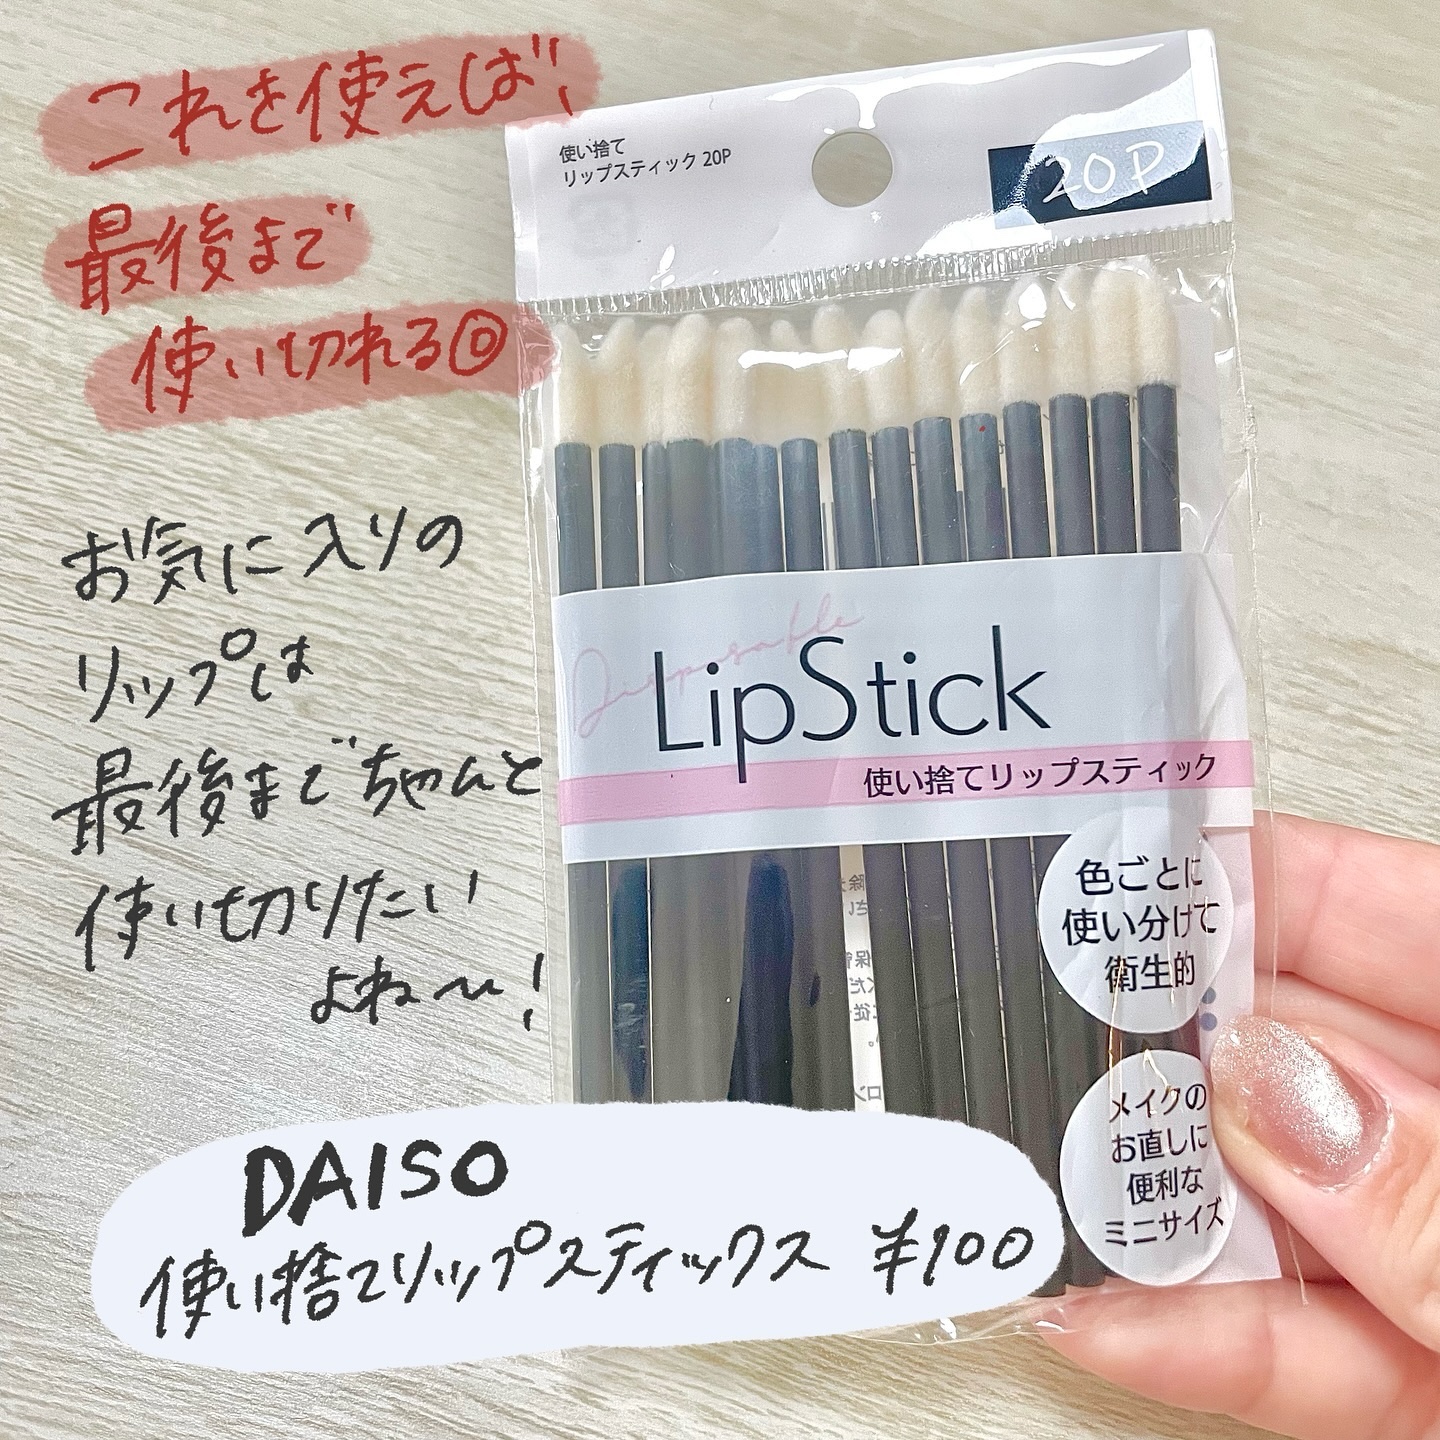 これを使えば、
最後まで
使い切れる◎
使い捨て
リップスティック 20P
20P
お気に入りの
リップは
最後までちゃんと
使い切りたい
よね〜!
Disposable
LipStick
使い捨てリップスティック
色ごとに
使い分けて
衛生的
メイクの
お直しに
便利な
ミニサイズ
DAISO
使い捨てリップスティックス ¥100